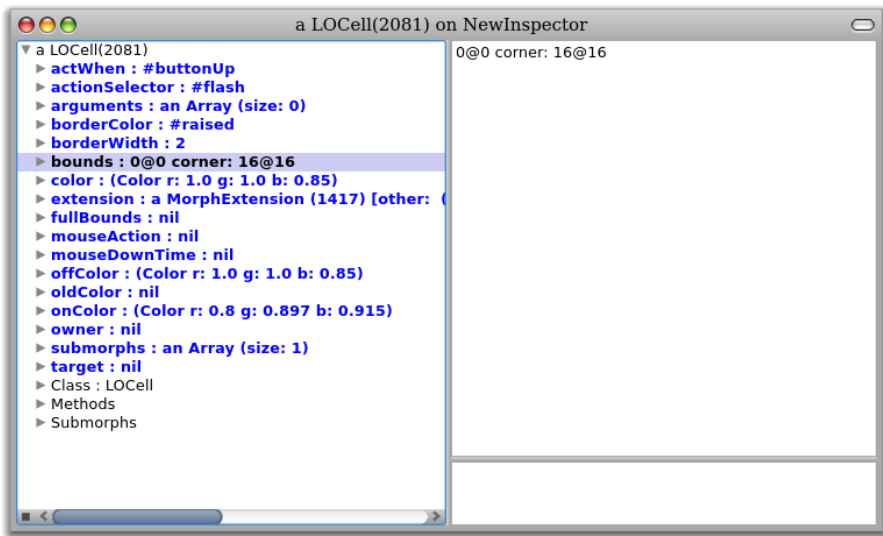 a LOCell(2081) on NewInspector
a LOCell(2081)
actWhen : #buttonUp
actionSelector : #flash
arguments : an Array (size: 0)
borderColor : #raised
borderWidth : 2
bounds : 0@0 corner: 16@16
color : (Color r: 1.0 g: 1.0 b: 0.85)
extension : a MorphExtension (1417) [other:  (
fullBounds : nil
mouseAction : nil
mouseDownTime : nil
offColor : (Color r: 1.0 g: 1.0 b: 0.85)
oldColor : nil
onColor : (Color r: 0.8 g: 0.897 b: 0.915)
owner : nil
submorphs : an Array (size: 1)
target : nil
Class : LOCell
Methods
Submorphs
0@0 corner: 16@16